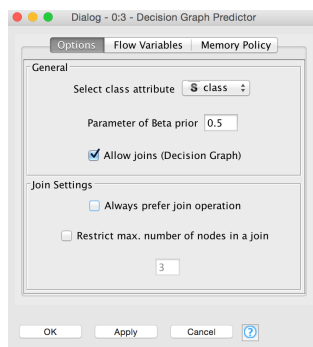 Dialog - 0:3 - Decision Graph Predictor
Options Flow Variables Memory Policy
General
Select class attribute S class
Parameter of Beta prior 0.5
Allow joins (Decision Graph)
Join Settings
Always prefer join operation
Restrict max. number of nodes in a join
3
OK Apply Cancel ?